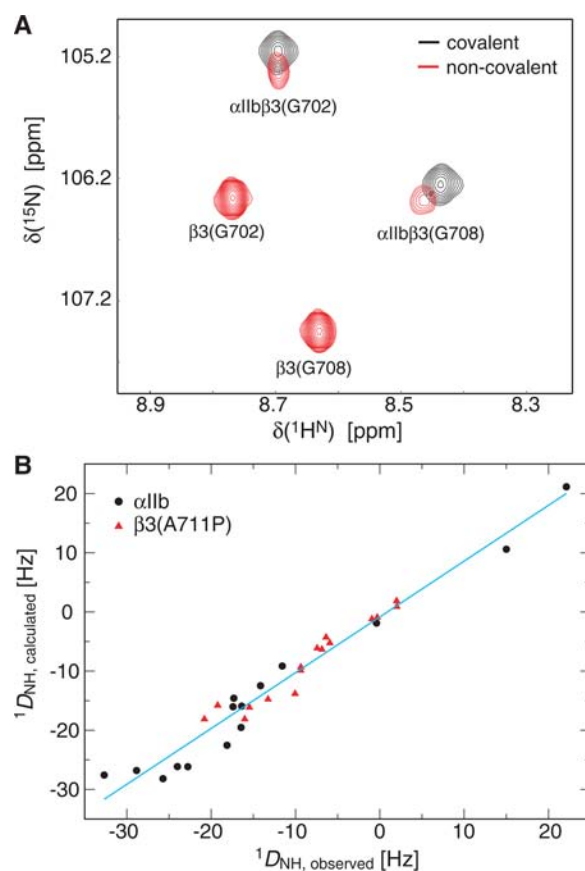 A
covalent
non-covalent
105.2
106.2
107.2
δ(¹⁵N) [ppm]
αIIbβ3(G702)
β3(G702)
αIIbβ3(G708)
β3(G708)
8.9 8.7 8.5 8.3
δ(¹Hᴺ) [ppm]
B
αIIb
β3(A711P)
20
10
0
-10
-20
-30
¹D_NH, calculated [Hz]
-30 -20 -10 0 10 20
¹D_NH, observed [Hz]